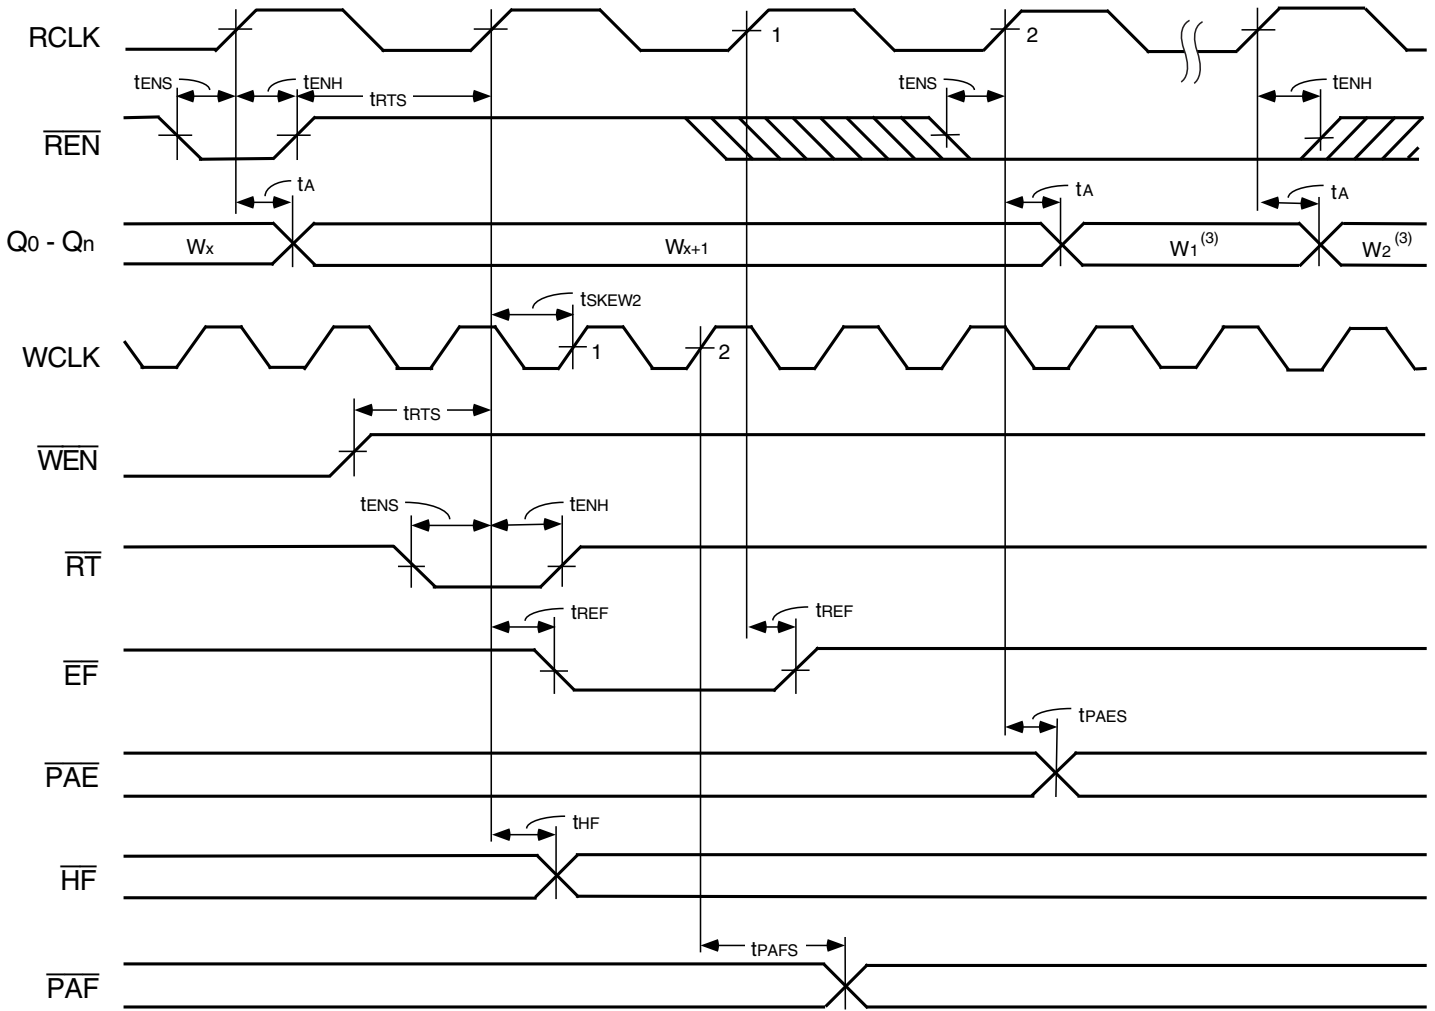 RCLK 1 2
tENS tENH tRTS tENS tENH
REN
tA tA tA
Q0 - Qn Wx Wx+1 W1(3) W2(3)
tSKEW2
WCLK 1 2
tRTS
WEN
tENS tENH
RT
tREF tREF
EF
tPAES
PAE
tHF
HF
tPAFS
PAF